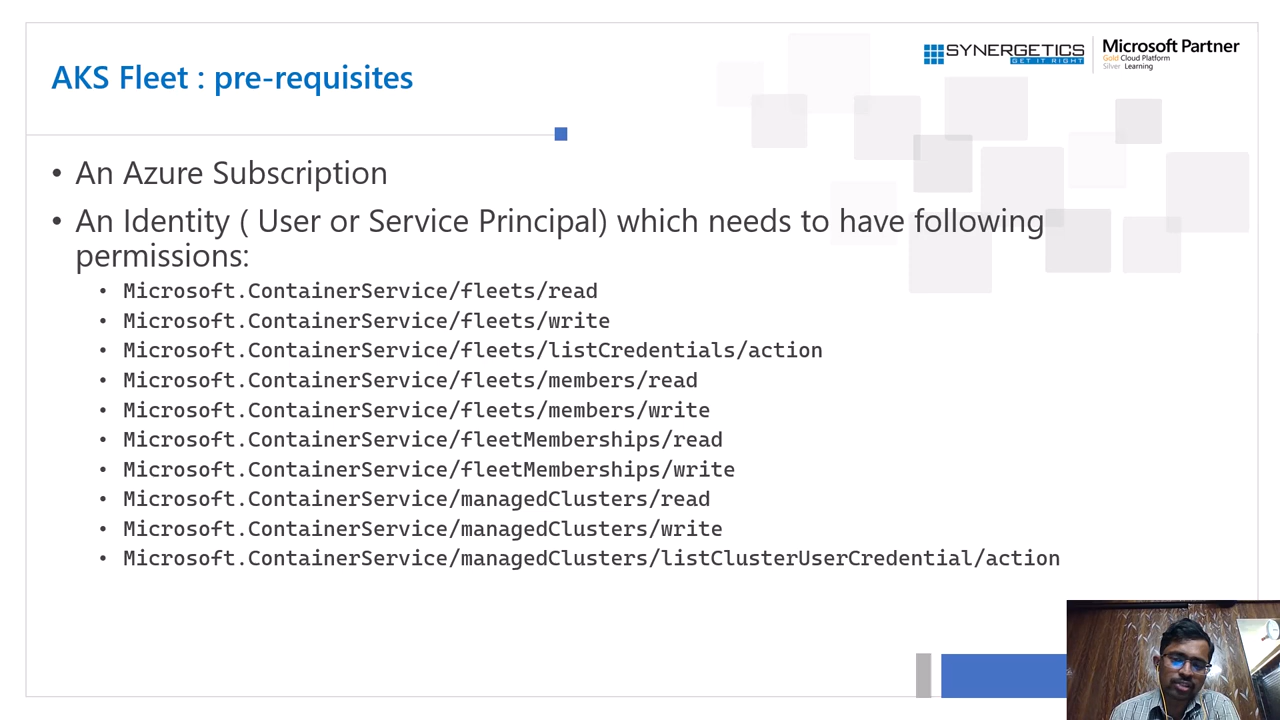 AKS Fleet : pre-requisites
SYNERGETICS
GET IT RIGHT
Microsoft Partner
Gold Cloud Platform
Silver Learning
• An Azure Subscription
• An Identity ( User or Service Principal) which needs to have following
permissions:
• Microsoft.ContainerService/fleets/read
• Microsoft.ContainerService/fleets/write
• Microsoft.ContainerService/fleets/listCredentials/action
• Microsoft.ContainerService/fleets/members/read
• Microsoft.ContainerService/fleets/members/write
• Microsoft.ContainerService/fleetMemberships/read
• Microsoft.ContainerService/fleetMemberships/write
• Microsoft.ContainerService/managedClusters/read
• Microsoft.ContainerService/managedClusters/write
• Microsoft.ContainerService/managedClusters/listClusterUserCredential/action